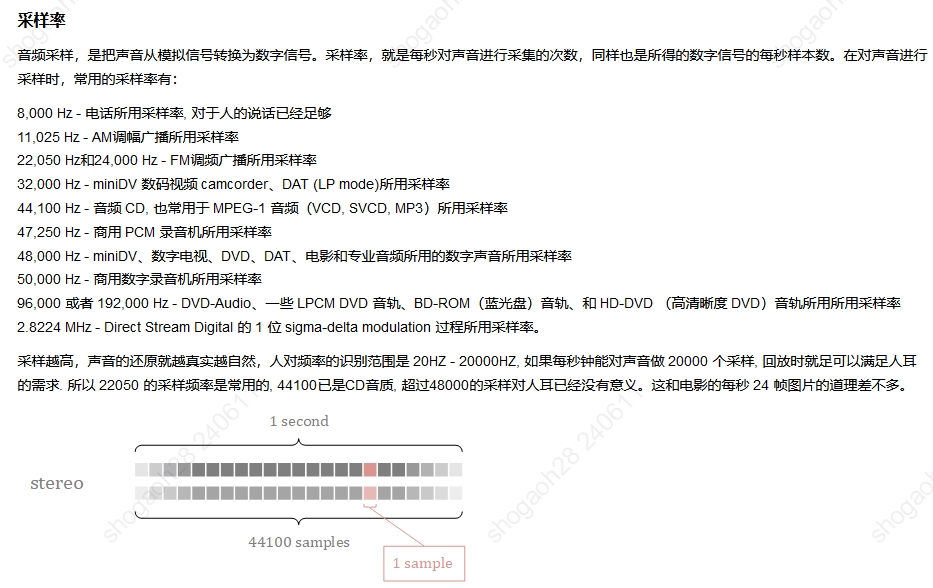 采样率
音频采样，是把声音从模拟信号转换为数字信号。采样率，就是每秒对声音进行采集的次数，同样也是所得的数字信号的每秒样本数。在对声音进行
采样时，常用的采样率有：
8,000 Hz - 电话所用采样率, 对于人的说话已经足够
11,025 Hz - AM调幅广播所用采样率
22,050 Hz和24,000 Hz - FM调频广播所用采样率
32,000 Hz - miniDV 数码视频 camcorder、DAT (LP mode)所用采样率
44,100 Hz - 音频 CD, 也常用于 MPEG-1 音频（VCD, SVCD, MP3）所用采样率
47,250 Hz - 商用 PCM 录音机所用采样率
48,000 Hz - miniDV、数字电视、DVD、DAT、电影和专业音频所用的数字声音所用采样率
50,000 Hz - 商用数字录音机所用采样率
96,000 或者 192,000 Hz - DVD-Audio、一些 LPCM DVD 音轨、BD-ROM（蓝光盘）音轨、和 HD-DVD （高清晰度 DVD）音轨所用所用采样率
2.8224 MHz - Direct Stream Digital 的 1 位 sigma-delta modulation 过程所用采样率。
采样越高，声音的还原就越真实越自然，人对频率的识别范围是 20HZ - 20000HZ, 如果每秒钟能对声音做 20000 个采样, 回放时就足可以满足人耳
的需求. 所以 22050 的采样频率是常用的, 44100已是CD音质, 超过48000的采样对人耳已经没有意义。这和电影的每秒 24 帧图片的道理差不多。
1 second
stereo
44100 samples
1 sample
shogaoh28 240611
shogaoh28 240611